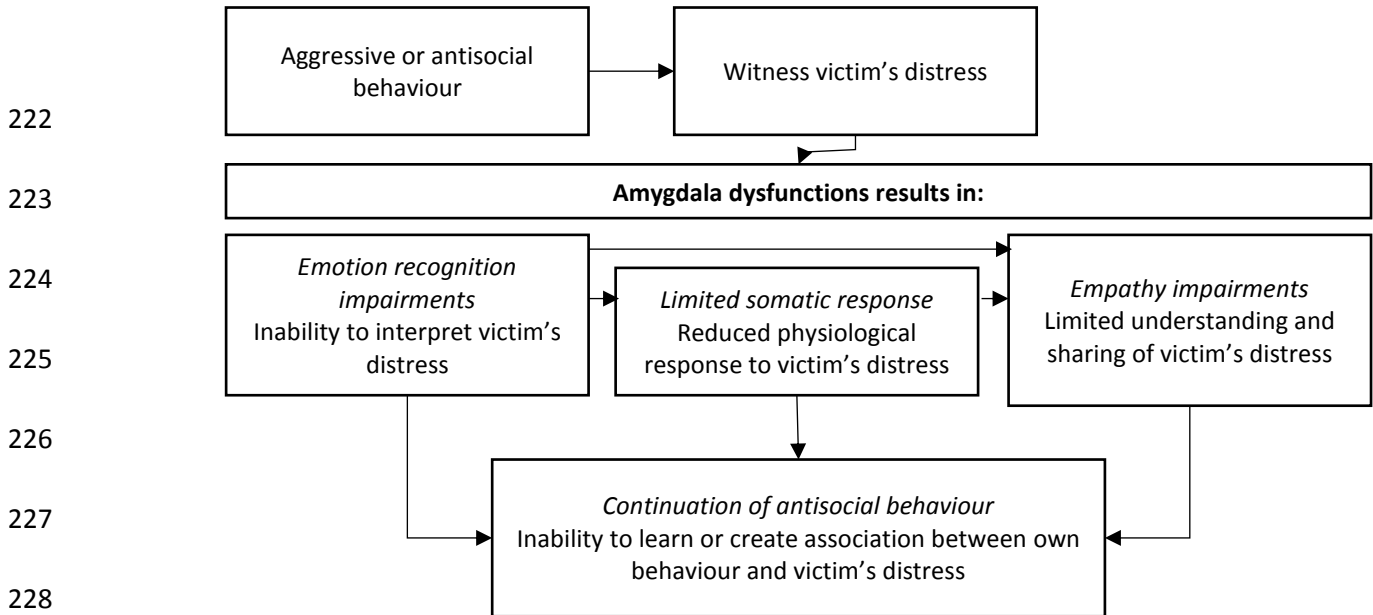 Aggressive or antisocial
behaviour
Witness victim’s distress
222
Amygdala dysfunctions results in:
223
Emotion recognition
impairments
Inability to interpret victim’s
distress
Limited somatic response
Reduced physiological
response to victim’s distress
Empathy impairments
Limited understanding and
sharing of victim’s distress
224
225
226
Continuation of antisocial behaviour
Inability to learn or create association between own
behaviour and victim’s distress
227
228